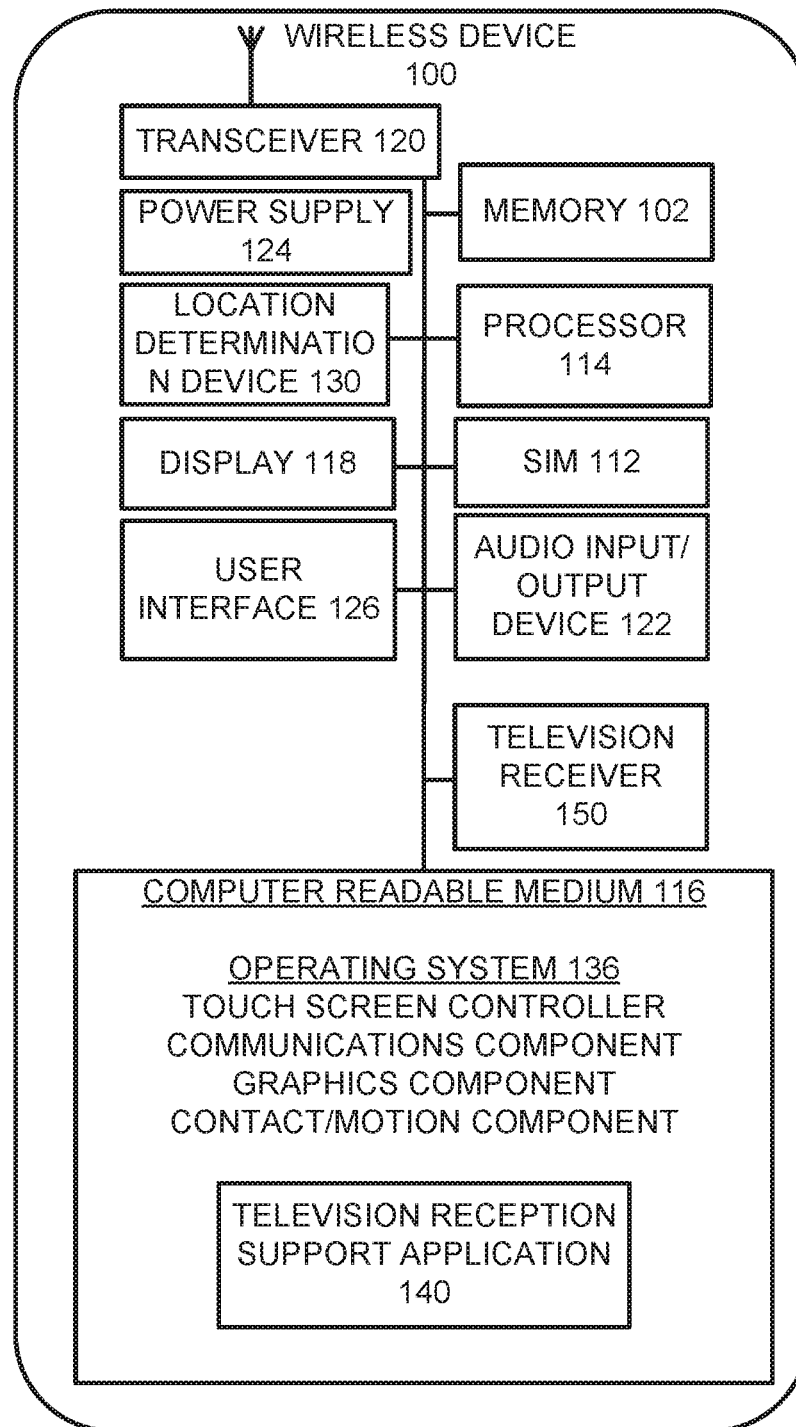 WIRELESS DEVICE
100
TRANSCEIVER 120
POWER SUPPLY
124
MEMORY 102
LOCATION
DETERMINATIO
N DEVICE 130
PROCESSOR
114
DISPLAY 118
SIM 112
USER
INTERFACE 126
AUDIO INPUT/
OUTPUT
DEVICE 122
TELEVISION
RECEIVER
150
COMPUTER READABLE MEDIUM 116
OPERATING SYSTEM 136
TOUCH SCREEN CONTROLLER
COMMUNICATIONS COMPONENT
GRAPHICS COMPONENT
CONTACT/MOTION COMPONENT
TELEVISION RECEPTION
SUPPORT APPLICATION
140